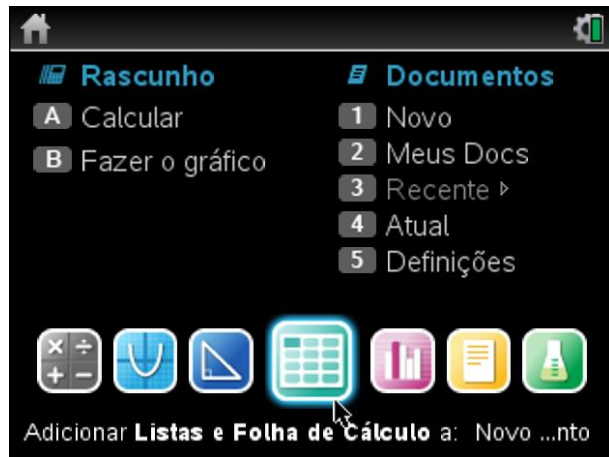 Rascunho
A Calcular
B Fazer o gráfico
Documentos
1 Novo
2 Meus Docs
3 Recente ▹
4 Atual
5 Definições
Adicionar Listas e Folha de Cálculo a: Novo ...nto